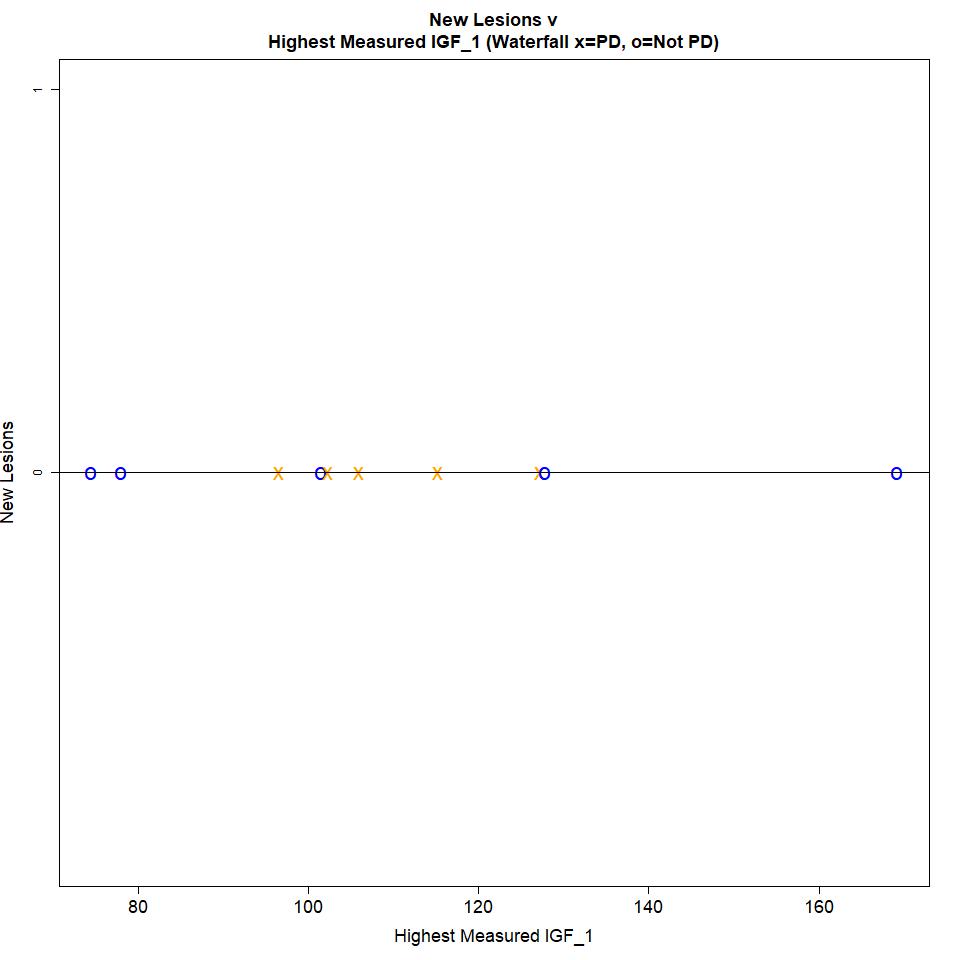 New Lesions v
Highest Measured IGF_1 (Waterfall x=PD, o=Not PD)
1
New Lesions
0
o o x o x x x x o o
80 100 120 140 160
Highest Measured IGF_1